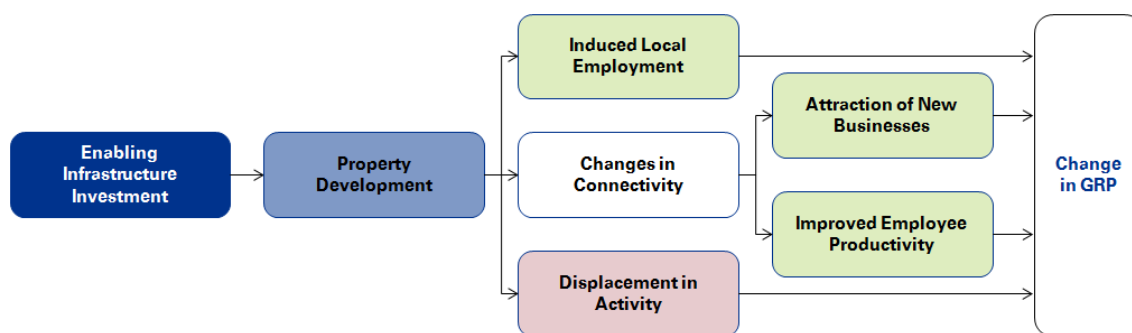 Enabling
Infrastructure
Investment
Property
Development
Induced Local
Employment
Changes in
Connectivity
Displacement in
Activity
Attraction of New
Businesses
Improved Employee
Productivity
Change
in GRP